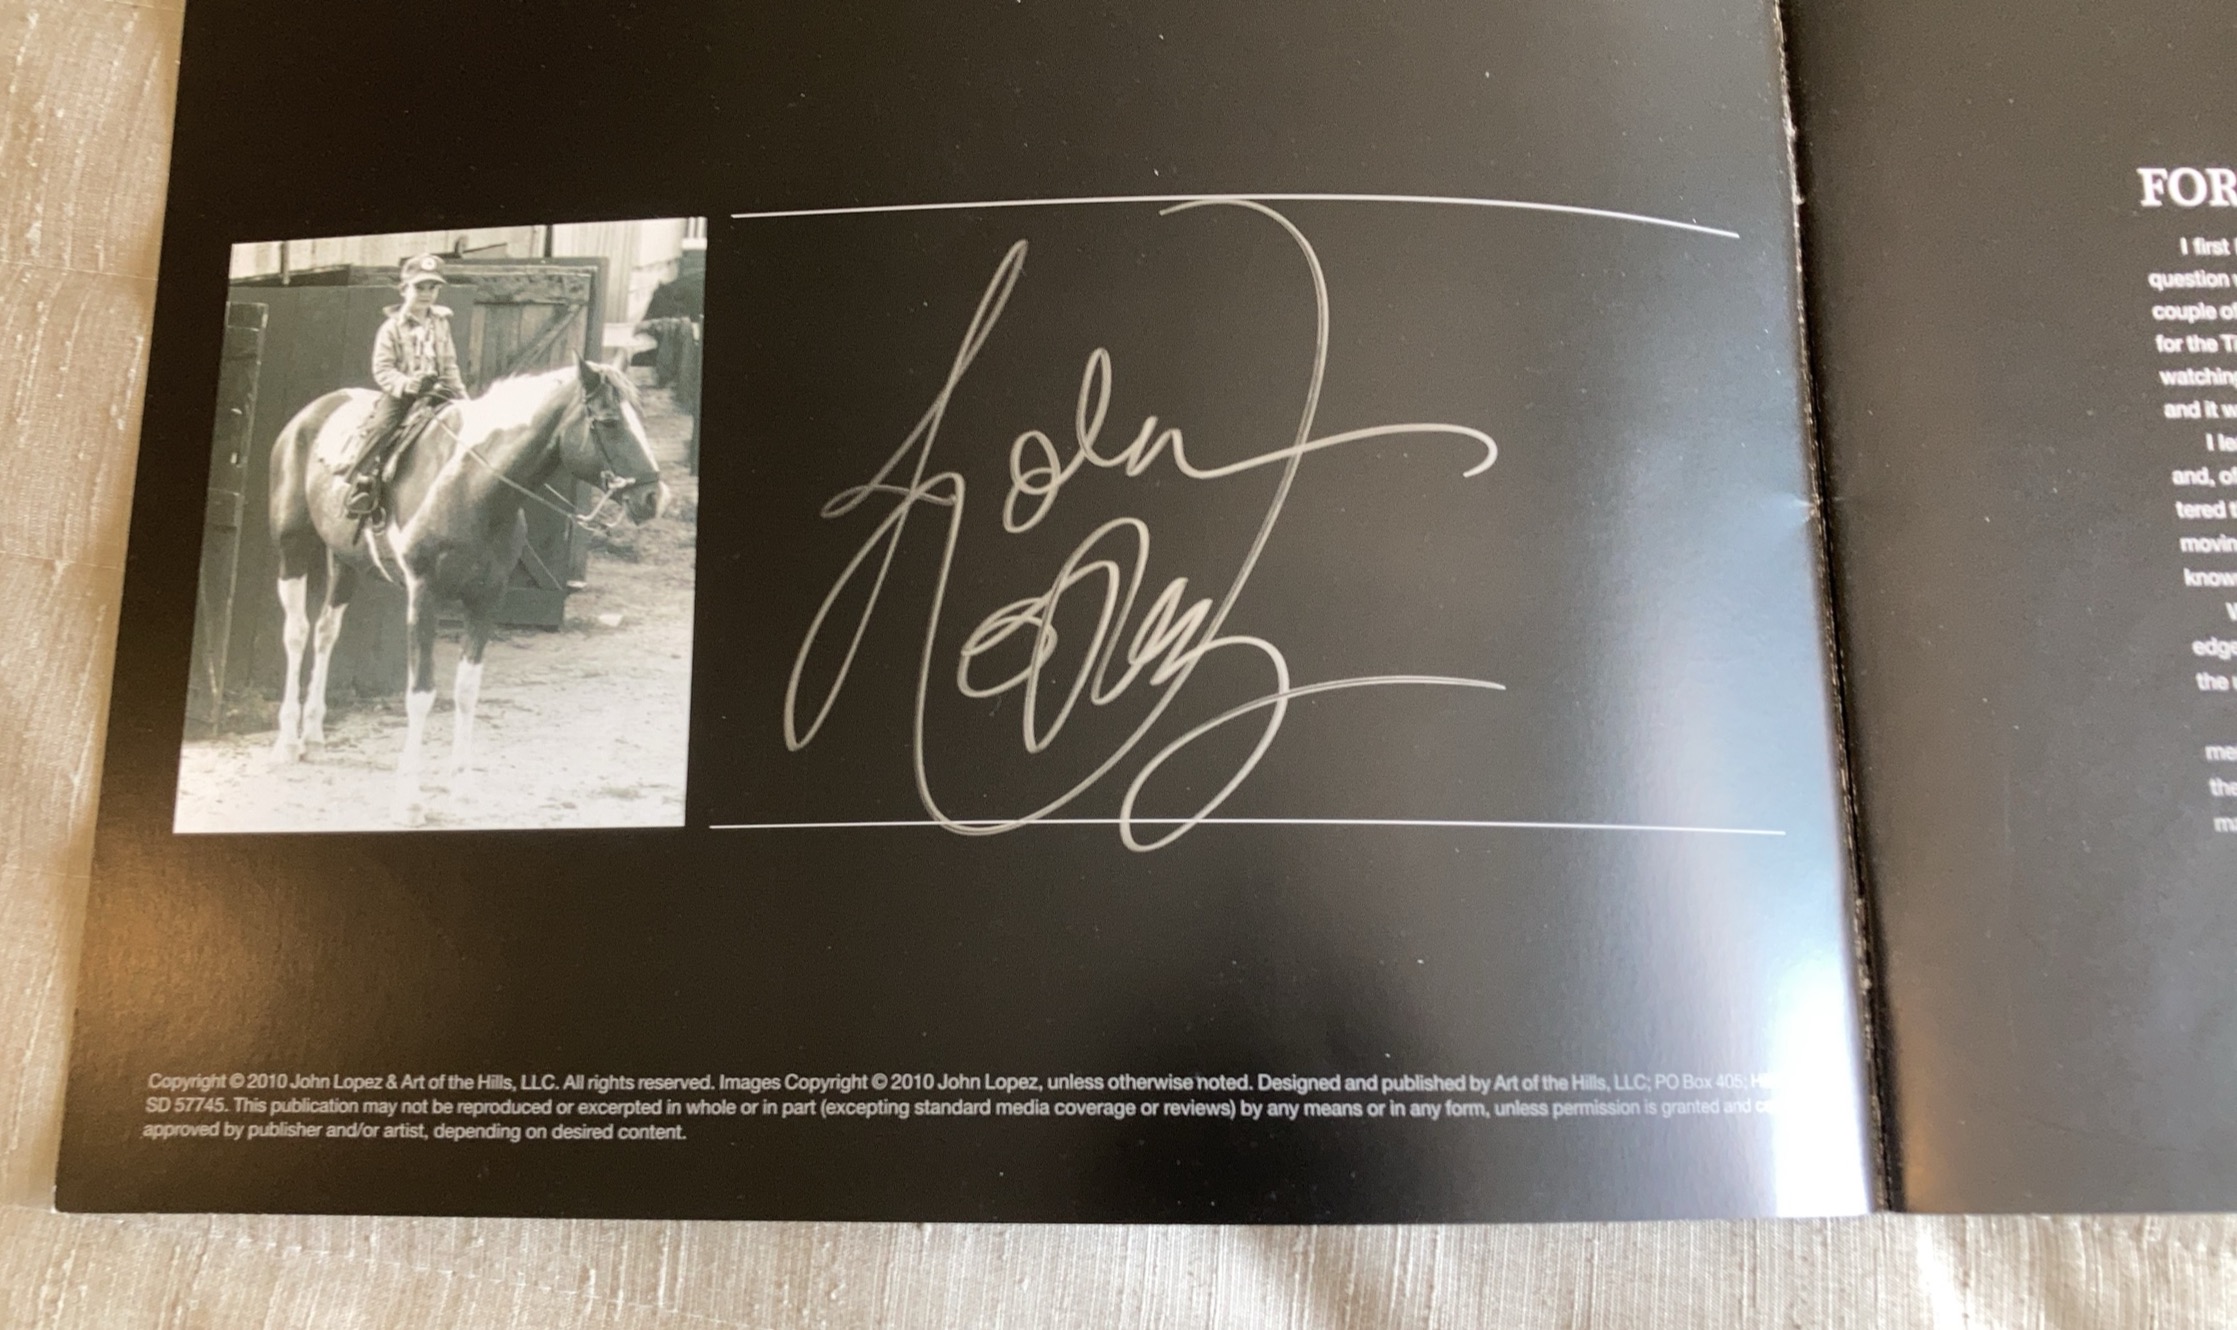 John
Lopez
Copyright © 2010 John Lopez & Art of the Hills, LLC. All rights reserved. Images Copyright © 2010 John Lopez, unless otherwise noted. Designed and published by Art of the Hills, LLC; PO Box 405;
SD 57745. This publication may not be reproduced or excerpted in whole or in part (excepting standard media coverage or reviews) by any means or in any form, unless permission is granted and
approved by publisher and/or artist, depending on desired content.
FOR
I first
question
couple of
for the
watching
and it
I
and,
tered
movin
know
edge
the
me
the
ma